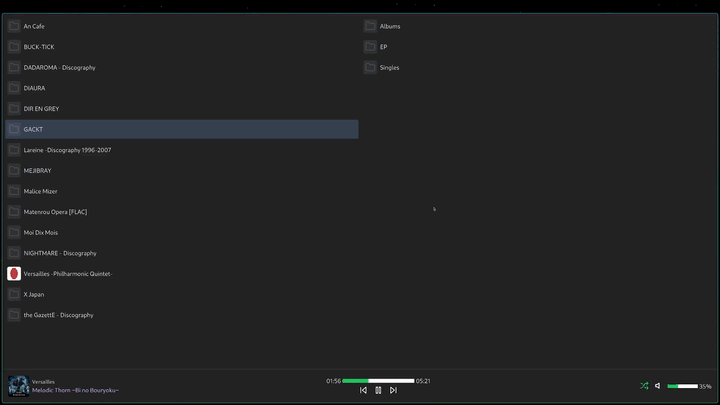 An Cafe
BUCK-TICK
DADAROMA - Discography
DIAURA
DIR EN GREY
GACKT
Lareine -Discography 1996-2007
MEJIBRAY
Malice Mizer
Matenrou Opera [FLAC]
Moi Dix Mois
NIGHTMARE - Discography
Versailles -Philharmonic Quintet-
X Japan
the GazettE - Discography
Albums
EP
Singles
Versailles
Melodic Thorn ~Bi no Bouryoku~
01:56
05:21
35%